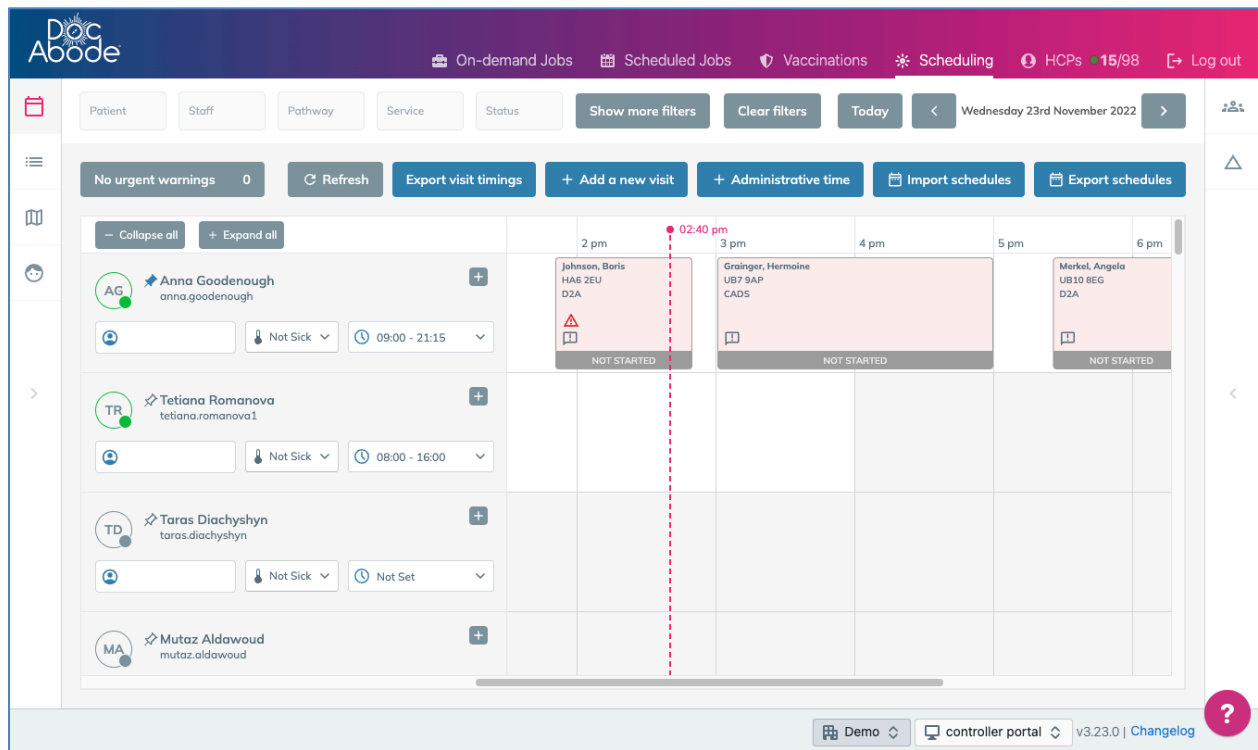 Doc
Abode
On-demand Jobs
Scheduled Jobs
Vaccinations
Scheduling
HCPs 15/98
Log out
Patient
Staff
Pathway
Service
Status
Show more filters
Clear filters
Today
<
Wednesday 23rd November 2022
>
No urgent warnings 0
Refresh
Export visit timings
+ Add a new visit
+ Administrative time
Import schedules
Export schedules
− Collapse all
+ Expand all
02:40 pm
2 pm
3 pm
4 pm
5 pm
6 pm
AG
Anna Goodenough
anna.goodenough
+
Not Sick
09:00 - 21:15
Johnson, Boris
HA6 2EU
D2A
NOT STARTED
Grainger, Hermoine
UB7 9AP
CADS
NOT STARTED
Merkel, Angela
UB10 8EG
D2A
NOT STARTED
TR
Tetiana Romanova
tetiana.romanova1
+
Not Sick
08:00 - 16:00
TD
Taras Diachyshyn
taras.diachyshyn
+
Not Sick
Not Set
MA
Mutaz Aldawoud
mutaz.aldawoud
+
?
Demo
controller portal
v3.23.0 | Changelog